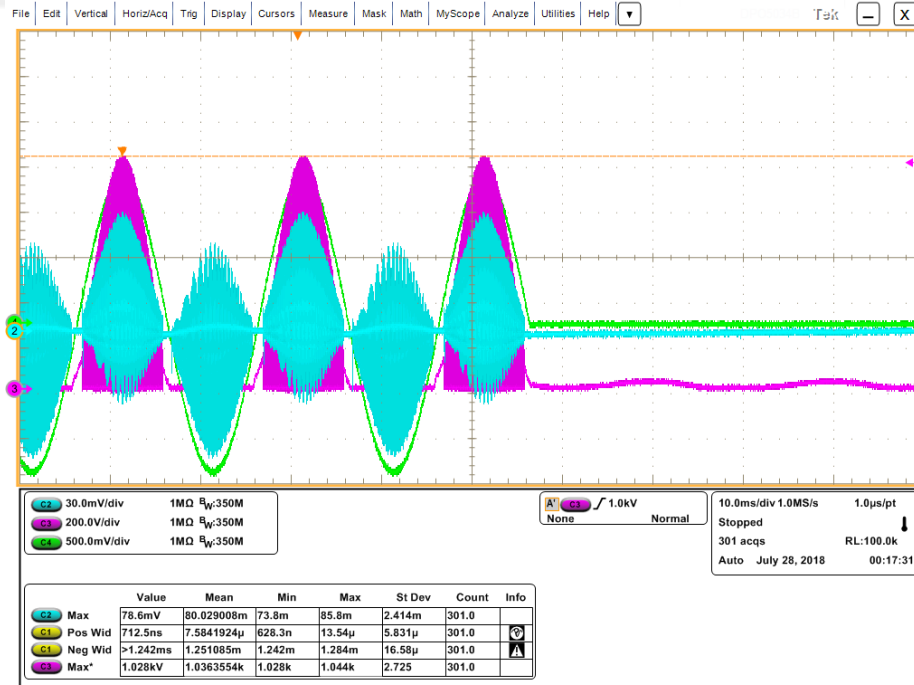 File Edit Vertical Horiz/Acq Trig Display Cursors Measure Mask Math MyScope Analyze Utilities Help Tek X
2
3
C2 30.0mV/div 1MΩ BW:350M
C3 200.0V/div 1MΩ BW:350M
C4 500.0mV/div 1MΩ BW:350M
A' C3 1.0kV
None Normal
10.0ms/div 1.0MS/s 1.0µs/pt
Stopped
301 acqs RL:100.0k
Auto July 28, 2018 00:17:31
Value Mean Min Max St Dev Count Info
C2 Max 78.6mV 80.029008m 73.8m 85.8m 2.414m 301.0
C1 Pos Wid 712.5ns 7.5841924µ 628.3n 13.54µ 5.831µ 301.0
C1 Neg Wid >1.242ms 1.251085m 1.242m 1.284m 16.58µ 301.0
C3 Max* 1.028kV 1.0363554k 1.028k 1.044k 2.725 301.0